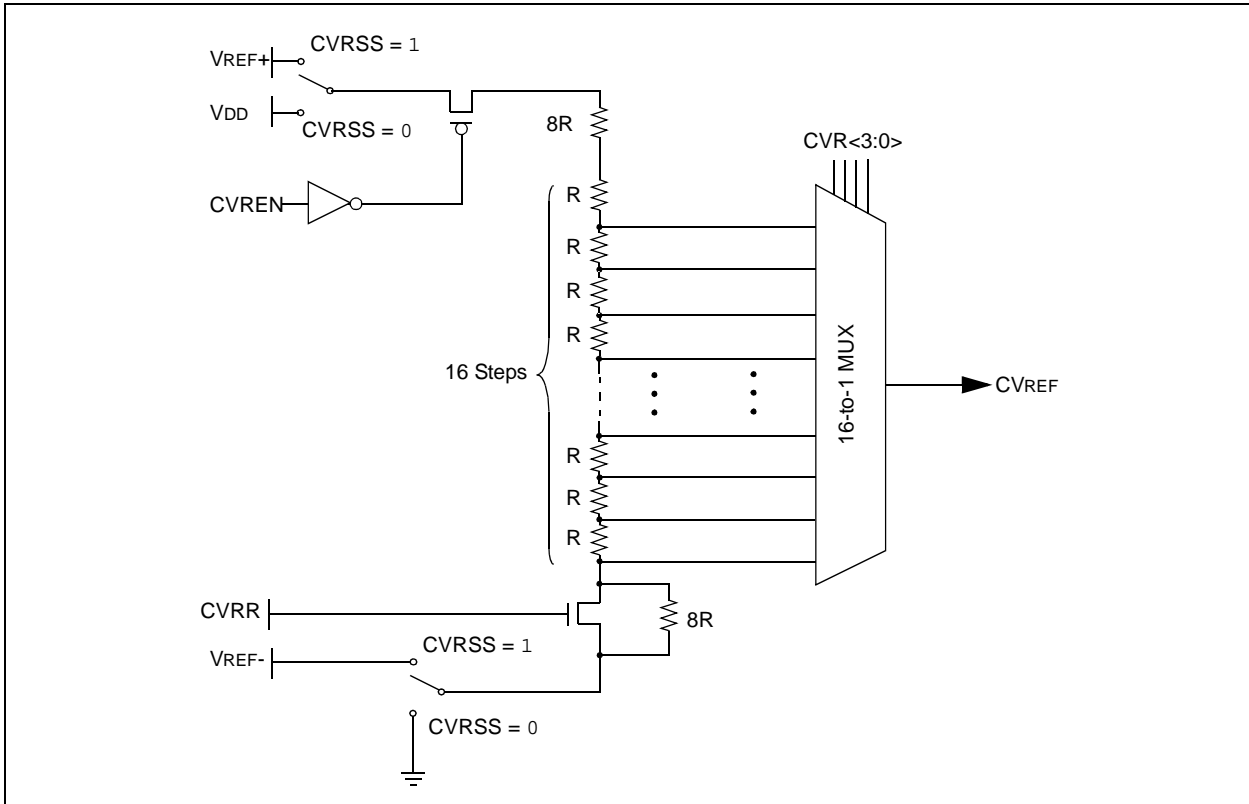 CVRSS = 1
VREF+
VDD
CVRSS = 0
8R
CVREN
CVR<3:0>
R
R
R
R
16 Steps
16-to-1 MUX
CVREF
R
R
R
CVRR
8R
CVRSS = 1
VREF-
CVRSS = 0